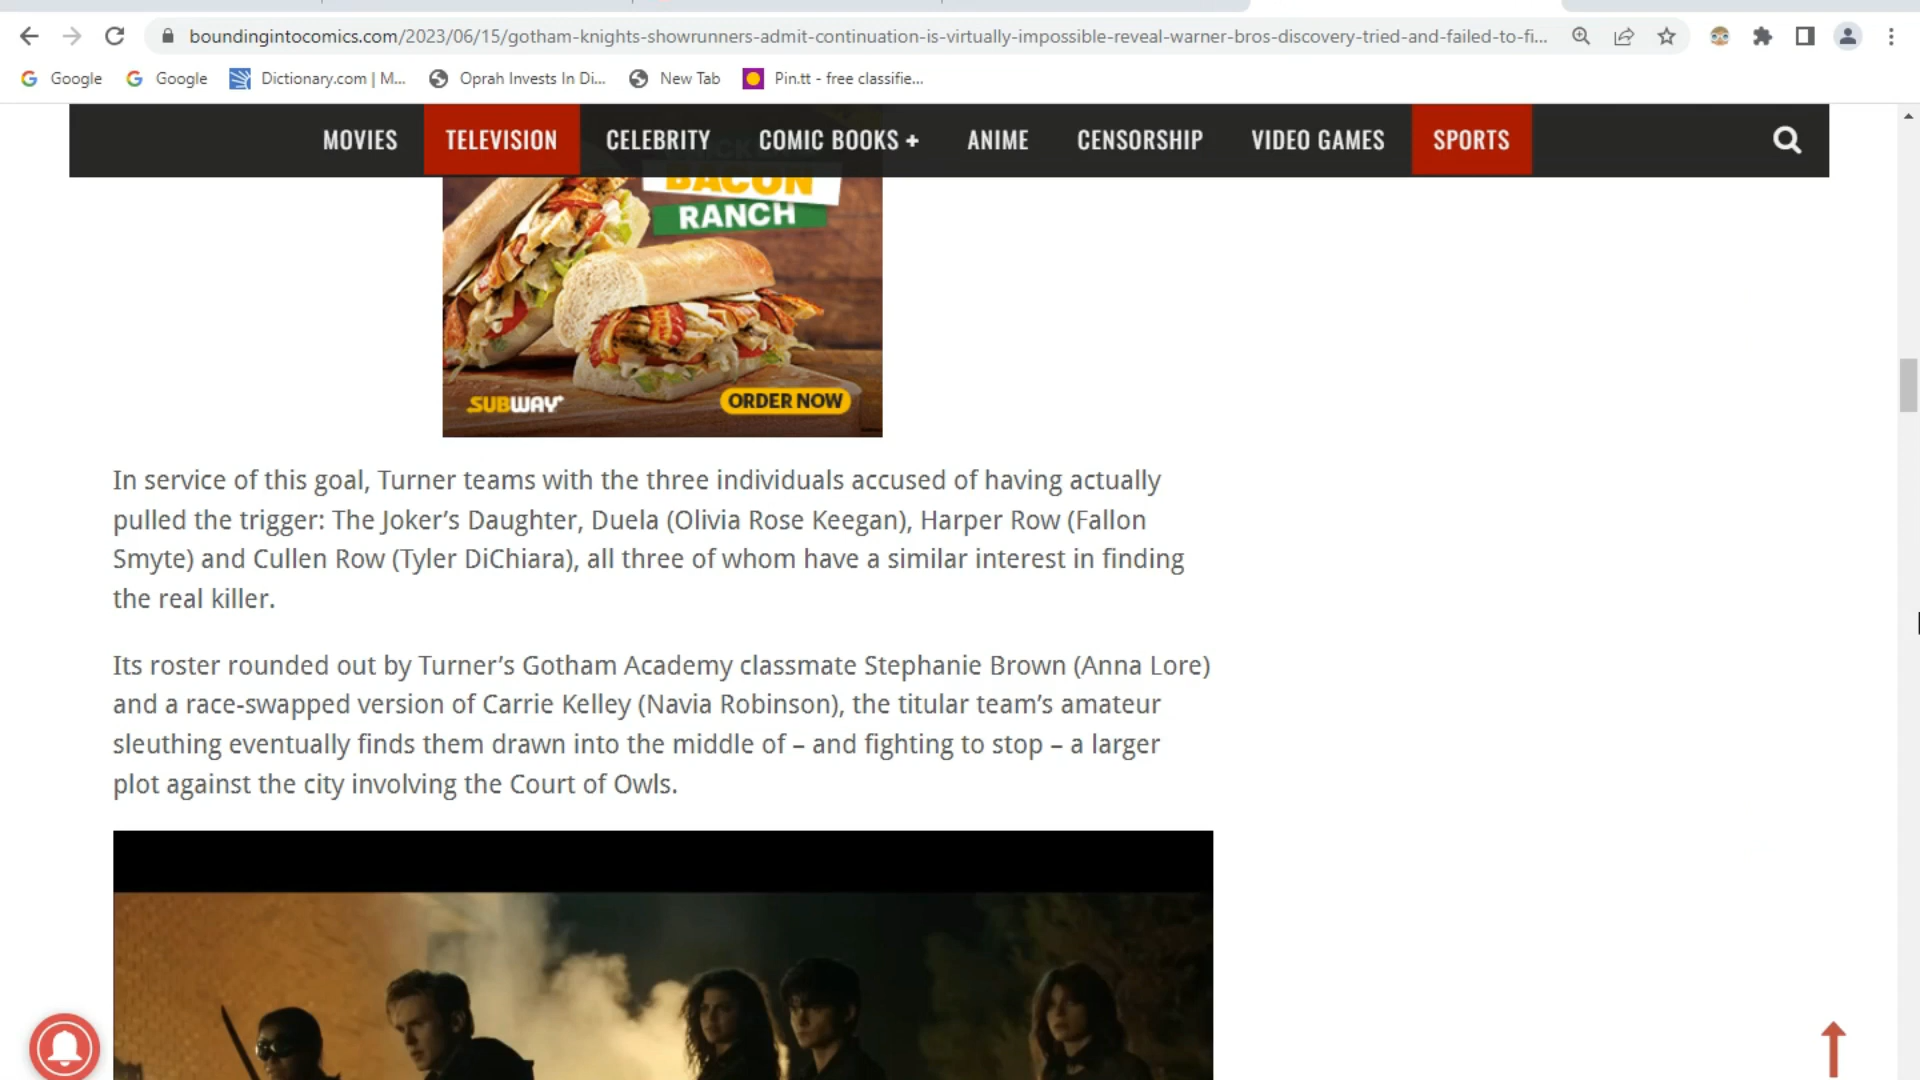 boundingintocomics.com/2023/06/15/gotham-knights-showrunners-admit-continuation-is-virtually-impossible-reveal-warner-bros-discovery-tried-and-failed-to-fi...
Google Google Dictionary.com | M... Oprah Invests In Di... New Tab Pin.tt - free classifie...
MOVIES TELEVISION CELEBRITY COMIC BOOKS + ANIME CENSORSHIP VIDEO GAMES SPORTS
BACON
RANCH
SUBWAY ORDER NOW
In service of this goal, Turner teams with the three individuals accused of having actually
pulled the trigger: The Joker’s Daughter, Duela (Olivia Rose Keegan), Harper Row (Fallon
Smyte) and Cullen Row (Tyler DiChiara), all three of whom have a similar interest in finding
the real killer.
Its roster rounded out by Turner’s Gotham Academy classmate Stephanie Brown (Anna Lore)
and a race-swapped version of Carrie Kelley (Navia Robinson), the titular team’s amateur
sleuthing eventually finds them drawn into the middle of – and fighting to stop – a larger
plot against the city involving the Court of Owls.